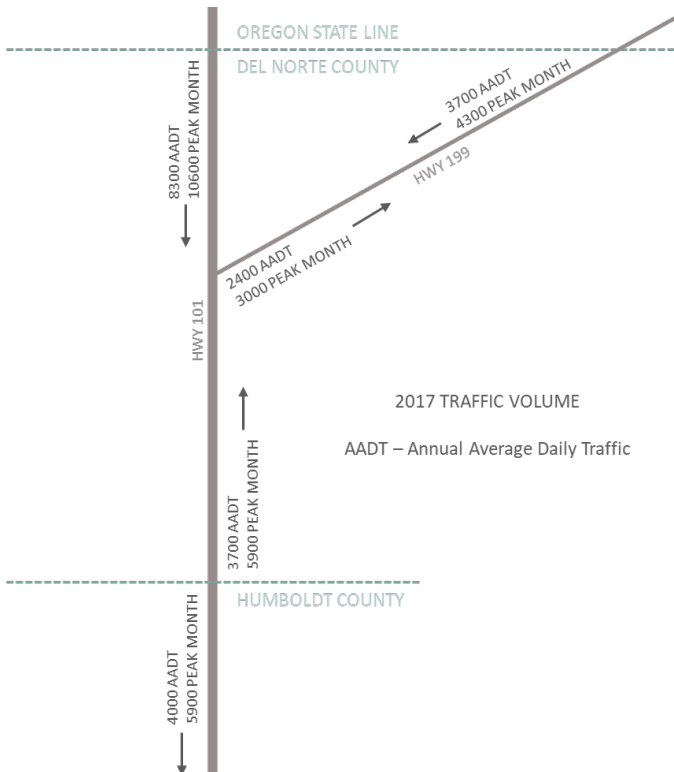 OREGON STATE LINE
DEL NORTE COUNTY
8300 AADT
10600 PEAK MONTH
3700 AADT
4300 PEAK MONTH
HWY 199
2400 AADT
3000 PEAK MONTH
HWY 101
2017 TRAFFIC VOLUME
AADT – Annual Average Daily Traffic
3700 AADT
5900 PEAK MONTH
HUMBOLDT COUNTY
4000 AADT
5900 PEAK MONTH